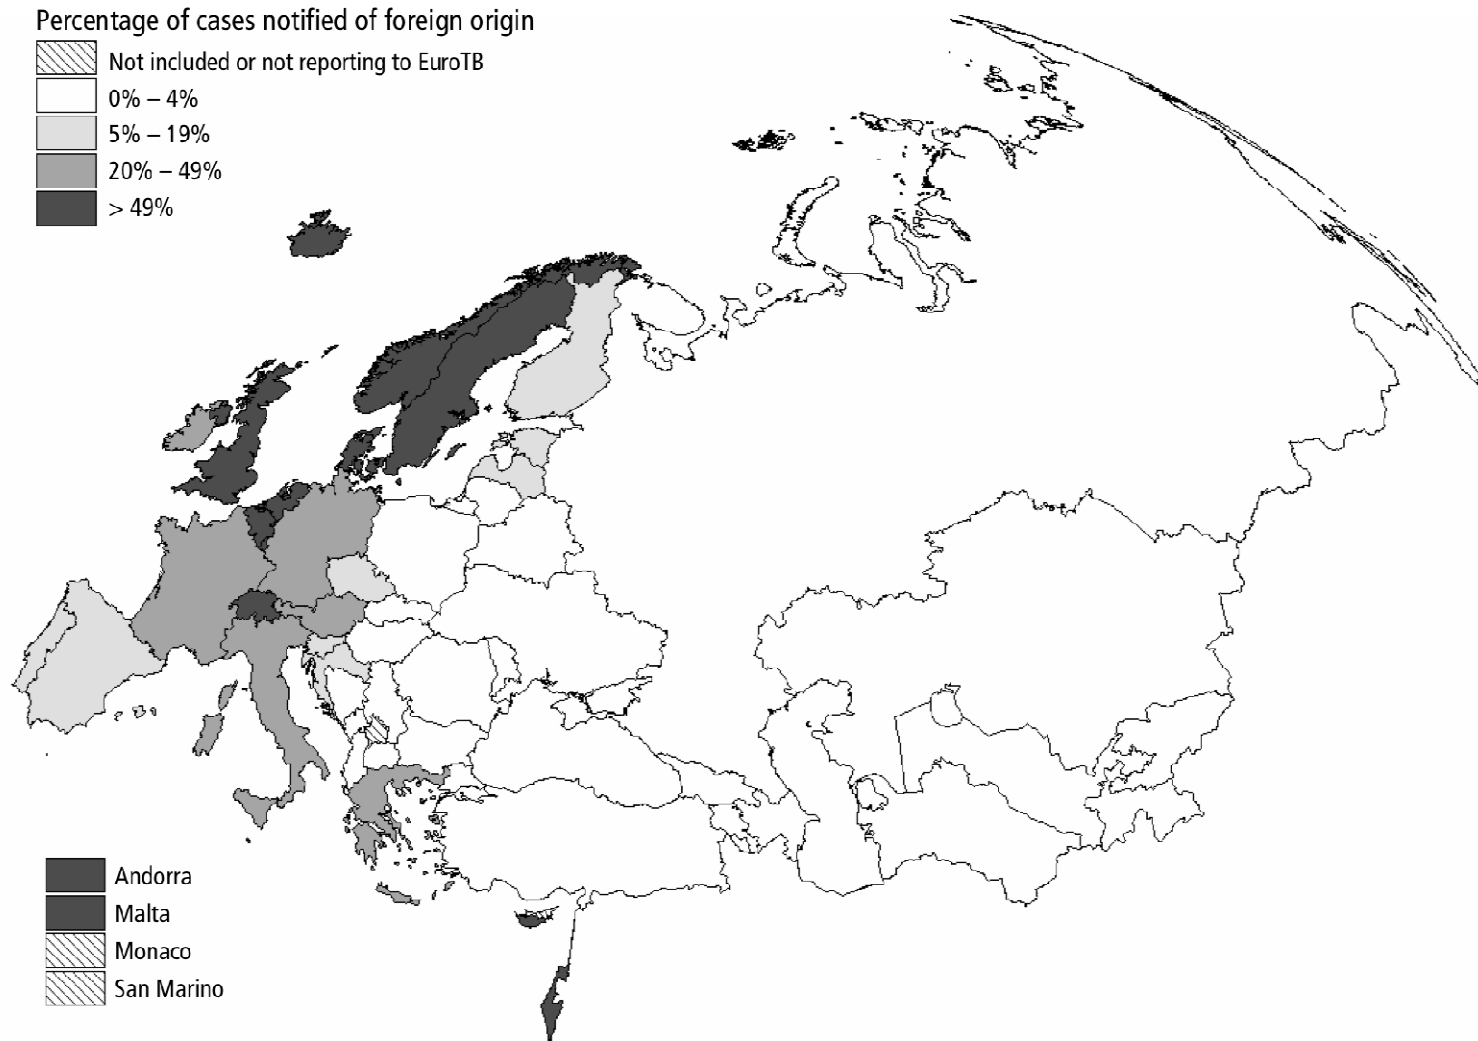 Percentage of cases notified of foreign origin
Not included or not reporting to EuroTB
0% – 4%
5% – 19%
20% – 49%
> 49%
Andorra
Malta
Monaco
San Marino